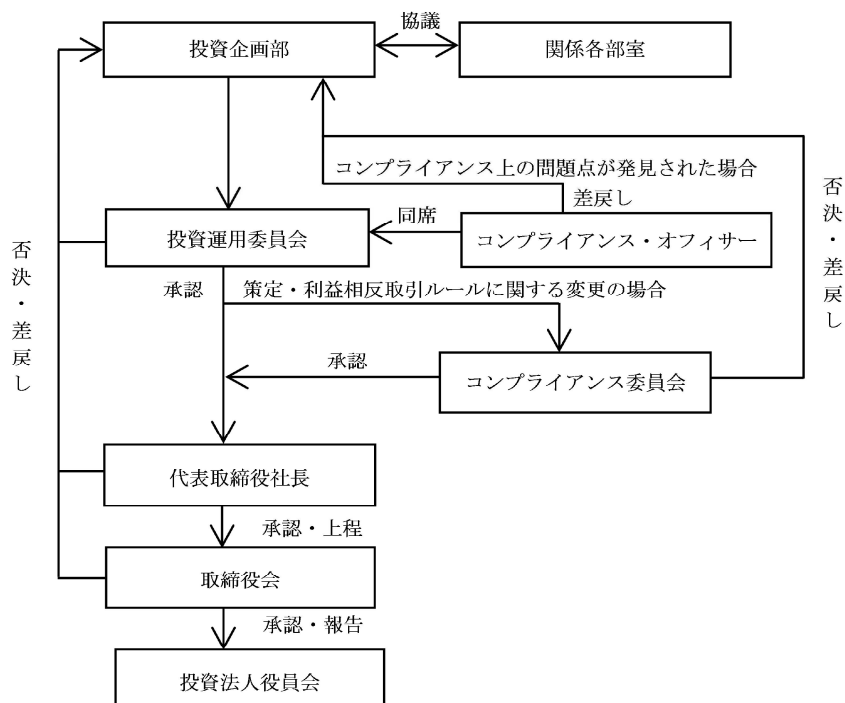 協議
投資企画部
関係各部室
コンプライアンス上の問題点が発見された場合
差戻し
否決・差戻し
同席
投資運用委員会
コンプライアンス・オフィサー
否決・差戻し
承認
策定・利益相反取引ルールに関する変更の場合
承認
コンプライアンス委員会
代表取締役社長
承認・上程
取締役会
承認・報告
投資法人役員会